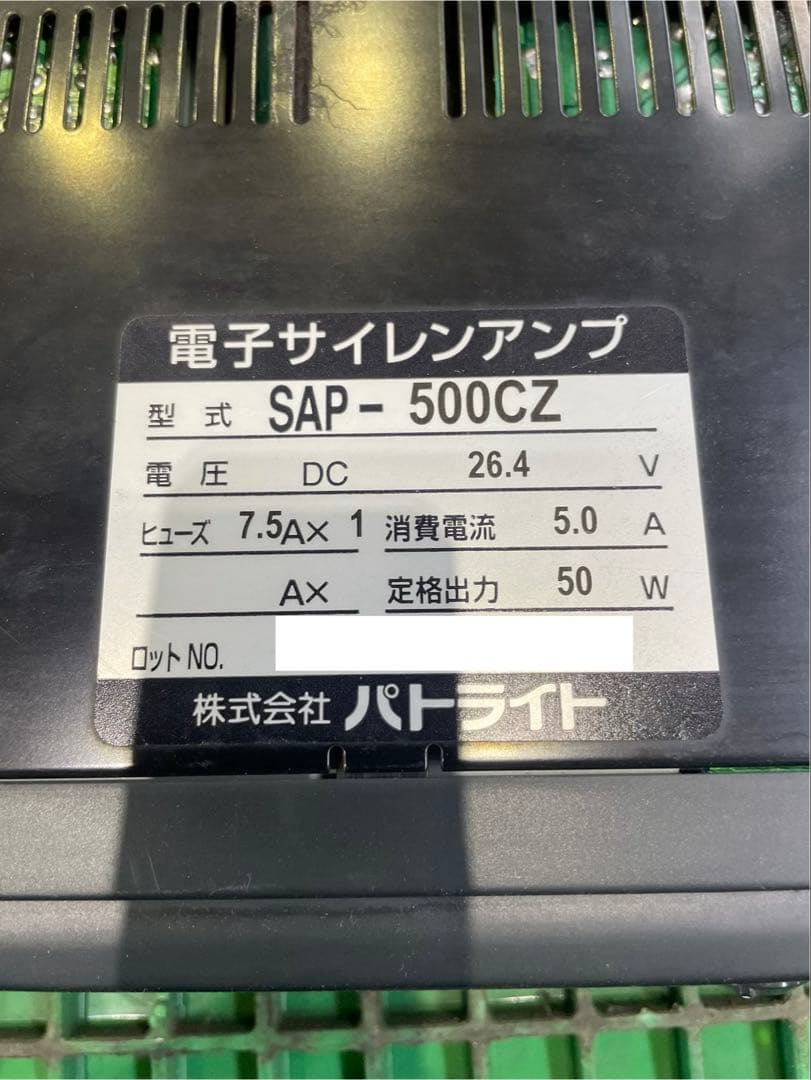 電子サイレンアンプ
型式 SAP- 500CZ
電圧 DC 26.4 V
ヒューズ 7.5A× 1 消費電流 5.0 A
A× 定格出力 50 W
ロットNO.
株式会社 パトライト